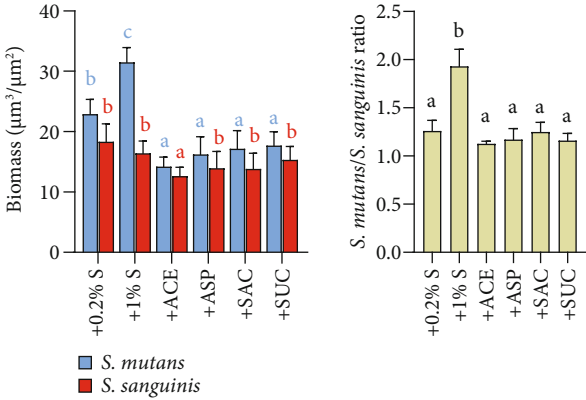 Biomass (μm³/μm²)
40
30
20
10
0
b
b
c
b
a
a
a
b
a
b
a
b
+0.2% S
+1% S
+ACE
+ASP
+SAC
+SUC
S. mutans
S. sanguinis
S. mutans/S. sanguinis ratio
2.5
2.0
1.5
1.0
0.5
0.0
a
b
a
a
a
a
+0.2% S
+1% S
+ACE
+ASP
+SAC
+SUC